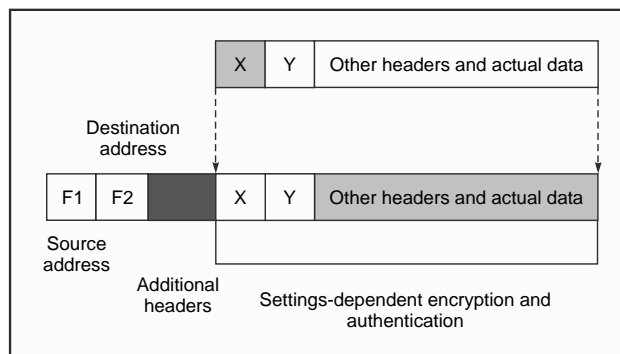 X Y Other headers and actual data
Destination
address
F1 F2 X Y Other headers and actual data
Source
address
Additional
headers
Settings-dependent encryption and
authentication